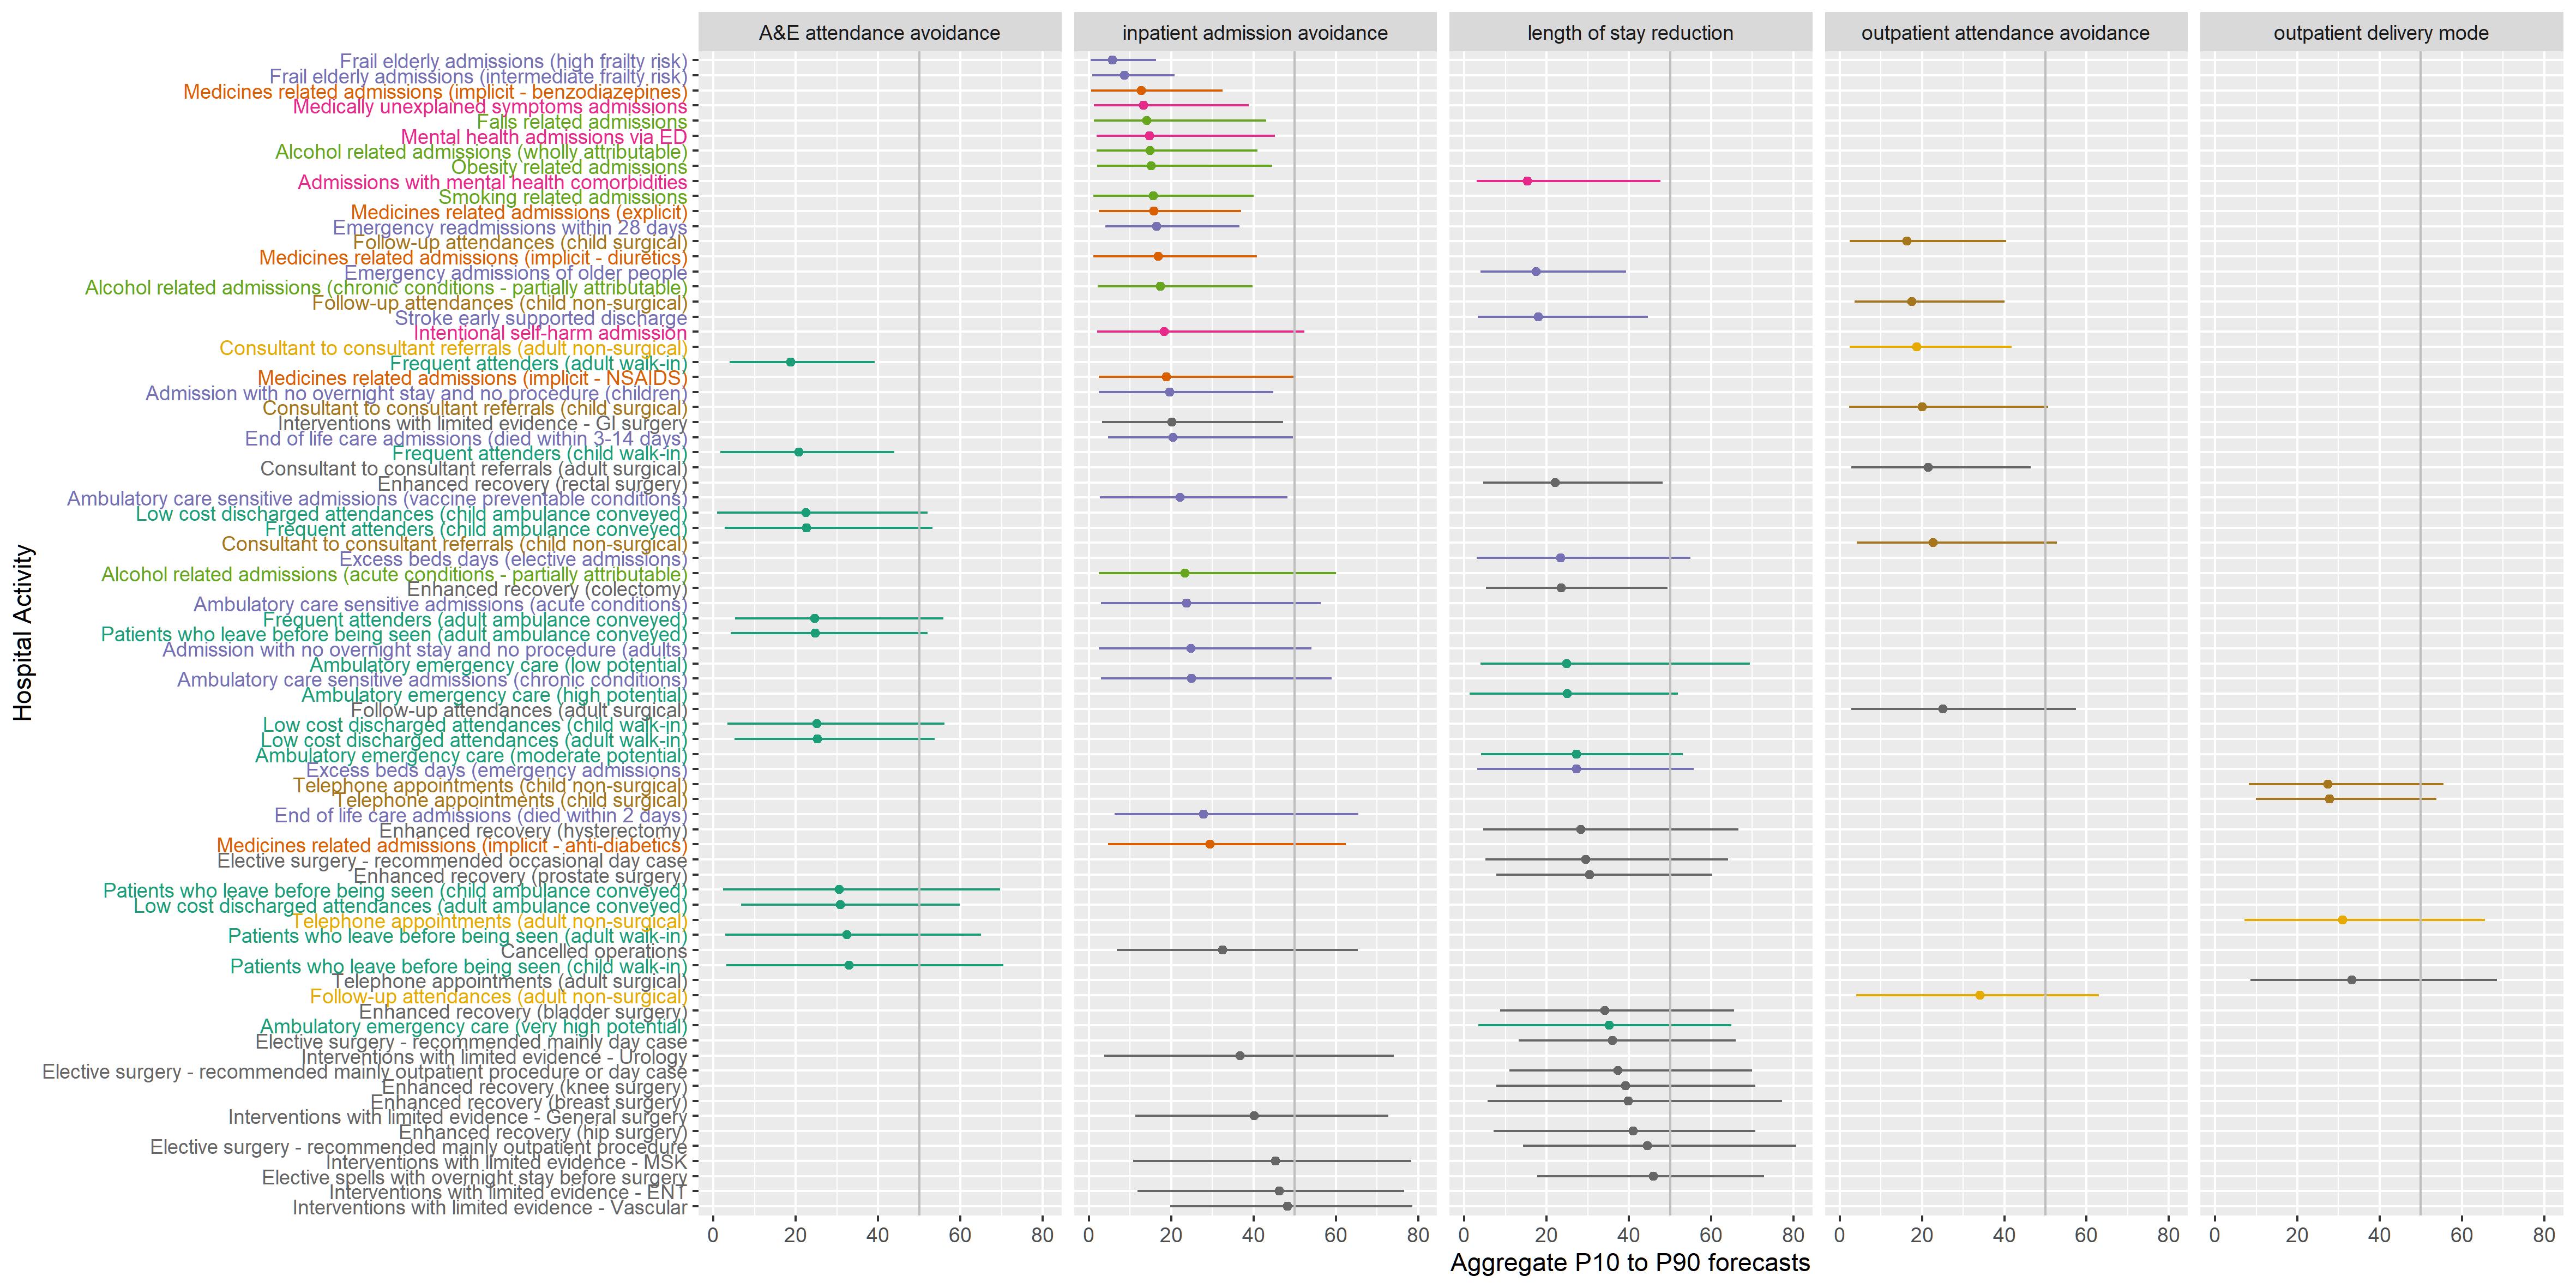 A&E attendance avoidance
inpatient admission avoidance
length of stay reduction
outpatient attendance avoidance
outpatient delivery mode
Hospital Activity
Frail elderly admissions (high frailty risk)
Frail elderly admissions (intermediate frailty risk)
Medicines related admissions (implicit - benzodiazepines)
Medically unexplained symptoms admissions
Falls related admissions
Mental health admissions via ED
Alcohol related admissions (wholly attributable)
Obesity related admissions
Admissions with mental health comorbidities
Smoking related admissions
Medicines related admissions (explicit)
Emergency readmissions within 28 days
Follow-up attendances (child surgical)
Medicines related admissions (implicit - diuretics)
Emergency admissions of older people
Alcohol related admissions (chronic conditions - partially attributable)
Follow-up attendances (child non-surgical)
Stroke early supported discharge
Intentional self-harm admission
Consultant to consultant referrals (adult non-surgical)
Frequent attenders (adult walk-in)
Medicines related admissions (implicit - NSAIDS)
Admission with no overnight stay and no procedure (children)
Consultant to consultant referrals (child surgical)
Interventions with limited evidence - GI surgery
End of life care admissions (died within 3-14 days)
Frequent attenders (child walk-in)
Consultant to consultant referrals (adult surgical)
Enhanced recovery (rectal surgery)
Ambulatory care sensitive admissions (vaccine preventable conditions)
Low cost discharged attendances (child ambulance conveyed)
Frequent attenders (child ambulance conveyed)
Consultant to consultant referrals (child non-surgical)
Excess beds days (elective admissions)
Alcohol related admissions (acute conditions - partially attributable)
Enhanced recovery (colectomy)
Ambulatory care sensitive admissions (acute conditions)
Frequent attenders (adult ambulance conveyed)
Patients who leave before being seen (adult ambulance conveyed)
Admission with no overnight stay and no procedure (adults)
Ambulatory emergency care (low potential)
Ambulatory care sensitive admissions (chronic conditions)
Ambulatory emergency care (high potential)
Follow-up attendances (adult surgical)
Low cost discharged attendances (child walk-in)
Low cost discharged attendances (adult walk-in)
Ambulatory emergency care (moderate potential)
Excess beds days (emergency admissions)
Telephone appointments (child non-surgical)
Telephone appointments (child surgical)
End of life care admissions (died within 2 days)
Enhanced recovery (hysterectomy)
Medicines related admissions (implicit - anti-diabetics)
Elective surgery - recommended occasional day case
Enhanced recovery (prostate surgery)
Patients who leave before being seen (child ambulance conveyed)
Low cost discharged attendances (adult ambulance conveyed)
Telephone appointments (adult non-surgical)
Patients who leave before being seen (adult walk-in)
Cancelled operations
Patients who leave before being seen (child walk-in)
Telephone appointments (adult surgical)
Follow-up attendances (adult non-surgical)
Enhanced recovery (bladder surgery)
Ambulatory emergency care (very high potential)
Elective surgery - recommended mainly day case
Interventions with limited evidence - Urology
Elective surgery - recommended mainly outpatient procedure or day case
Enhanced recovery (knee surgery)
Enhanced recovery (breast surgery)
Interventions with limited evidence - General surgery
Enhanced recovery (hip surgery)
Elective surgery - recommended mainly outpatient procedure
Interventions with limited evidence - MSK
Elective spells with overnight stay before surgery
Interventions with limited evidence - ENT
Interventions with limited evidence - Vascular
0 20 40 60 80
0 20 40 60 80
0 20 40 60 80
0 20 40 60 80
0 20 40 60 80
Aggregate P10 to P90 forecasts